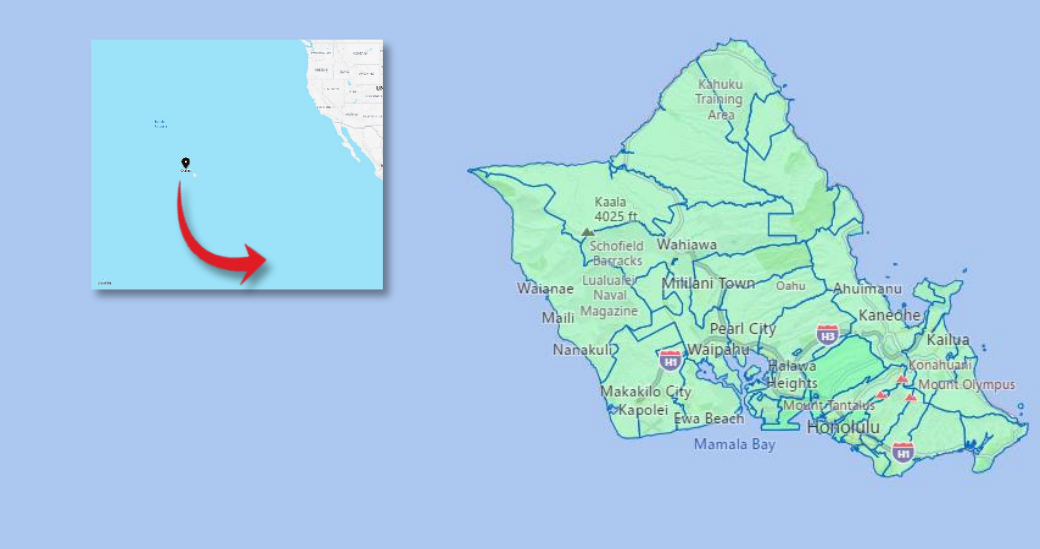 Kahuku
Training
Area
Kaala
4025 ft
Schofield
Barracks
Wahiawa
Lualualei
Naval
Magazine
Mililani Town
Oahu
Waianae
Ahuimanu
Maili
Kaneohe
Pearl City
H3
Nanakuli
H1
Waipahu
Kailua
Halawa
Heights
Konahuanui
Mount Olympus
Makakilo City
Kapolei
Ewa Beach
Mount Tantalus
Honolulu
Mamala Bay
H1